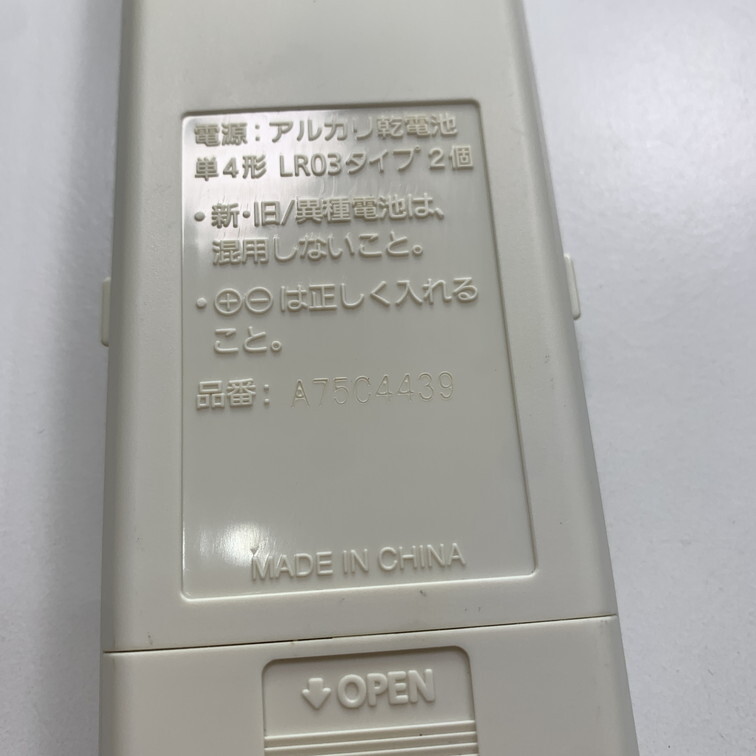 電源：アルカリ乾電池
単4形 LR03タイプ 2個
・新・旧/異種電池は、
混用しないこと。
・⊕⊖は正しく入れる
こと。
品番： A75C4439
MADE IN CHINA
↓OPEN